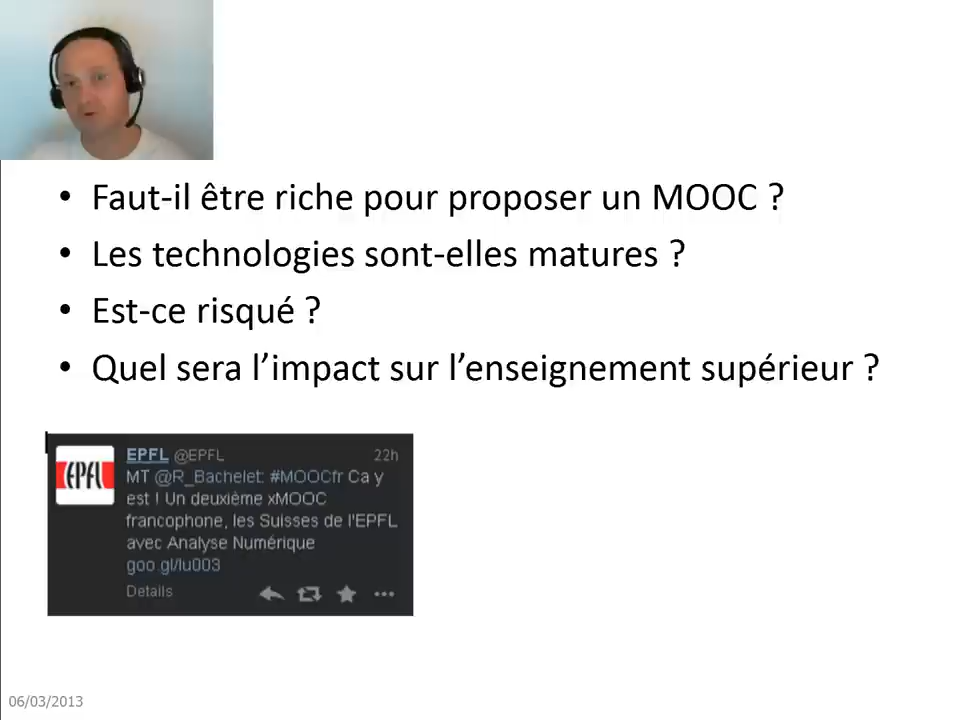 • Faut-il être riche pour proposer un MOOC ?
• Les technologies sont-elles matures ?
• Est-ce risqué ?
• Quel sera l’impact sur l’enseignement supérieur ?
EPFL
EPFL @EPFL 22h
MT @R_Bachelet: #MOOCfr Ca y
est ! Un deuxième xMOOC
francophone, les Suisses de l'EPFL
avec Analyse Numérique
goo.gl/lu003
Details
06/03/2013